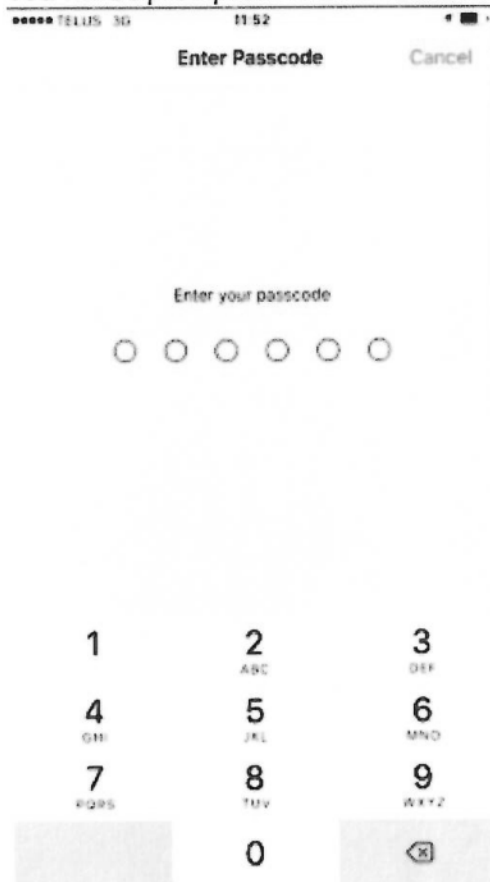 TELUS 3G 11:52
Enter Passcode Cancel
Enter your passcode
1 2 3
ABC DEF
4 5 6
GHI JKL MNO
7 8 9
PQRS TUV WXYZ
0